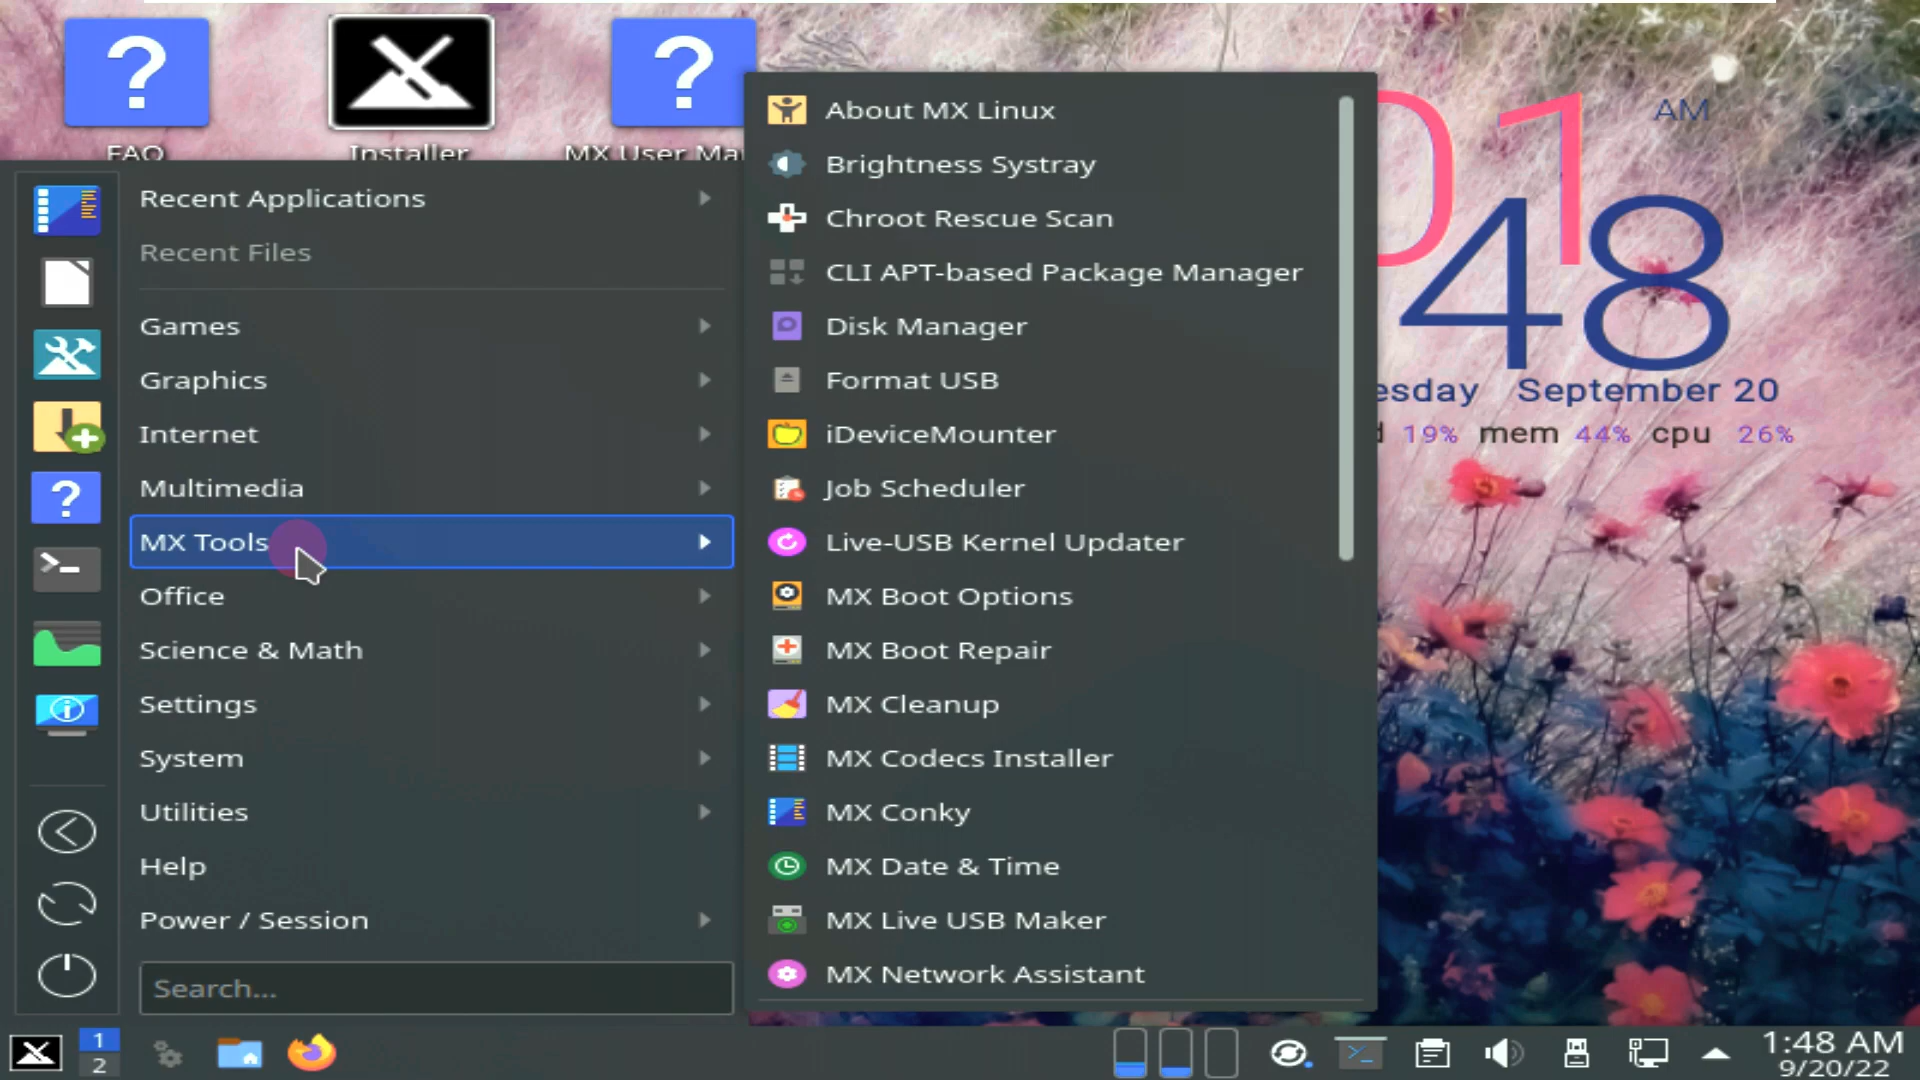 FAQ
Installer
MX User Ma
Recent Applications
Recent Files
Games
Graphics
Internet
Multimedia
MX Tools
Office
Science & Math
Settings
System
Utilities
Help
Power / Session
Search...
About MX Linux
Brightness Systray
Chroot Rescue Scan
CLI APT-based Package Manager
Disk Manager
Format USB
iDeviceMounter
Job Scheduler
Live-USB Kernel Updater
MX Boot Options
MX Boot Repair
MX Cleanup
MX Codecs Installer
MX Conky
MX Date & Time
MX Live USB Maker
MX Network Assistant
01 AM
48
esday September 20
d 19% mem 44% cpu 26%
1
2
1:48 AM
9/20/22